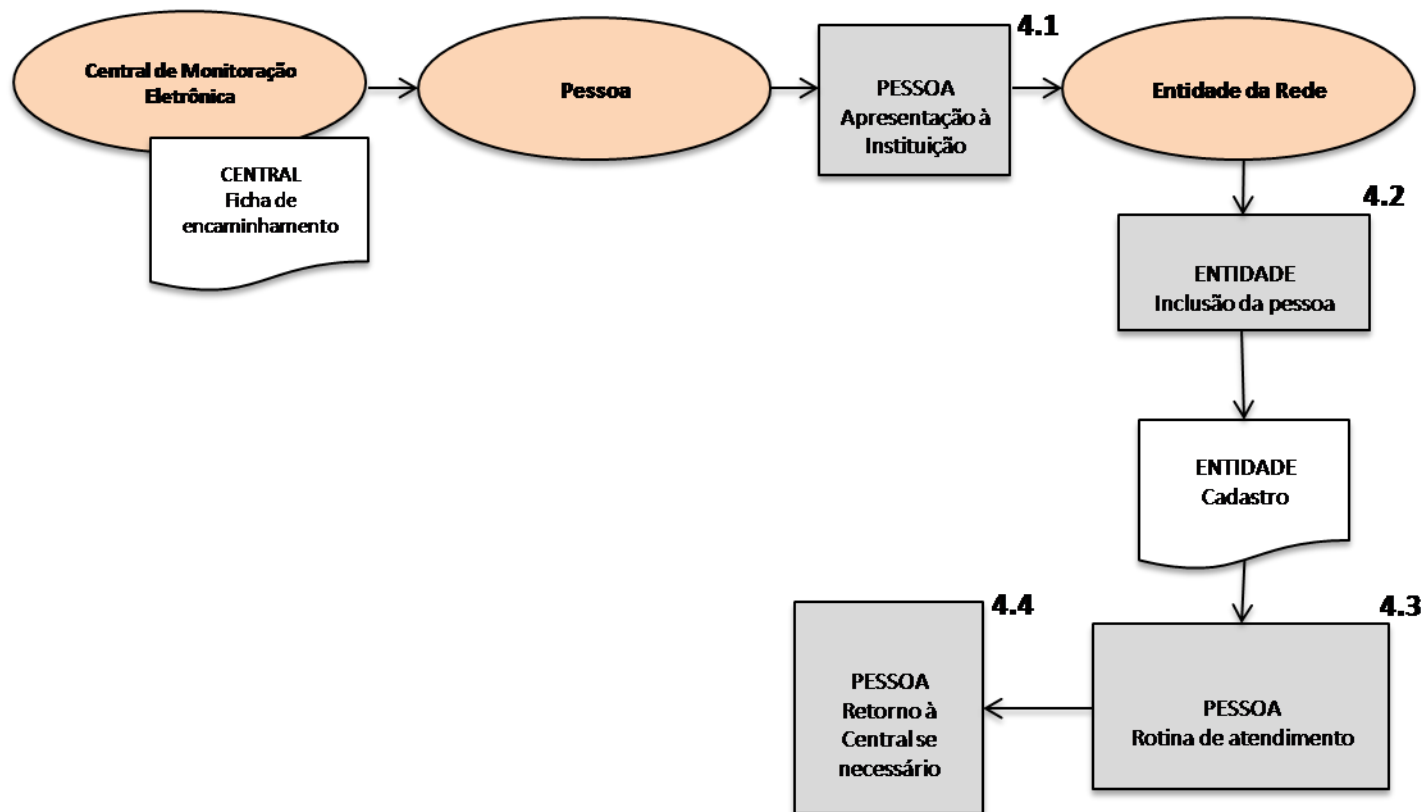 Central de Monitoração
Eletrônica
CENTRAL
Ficha de
encaminhamento
Pessoa
4.1
PESSOA
Apresentação à
Instituição
Entidade da Rede
4.2
ENTIDADE
Inclusão da pessoa
ENTIDADE
Cadastro
4.3
PESSOA
Rotina de atendimento
4.4
PESSOA
Retorno à
Central se
necessário